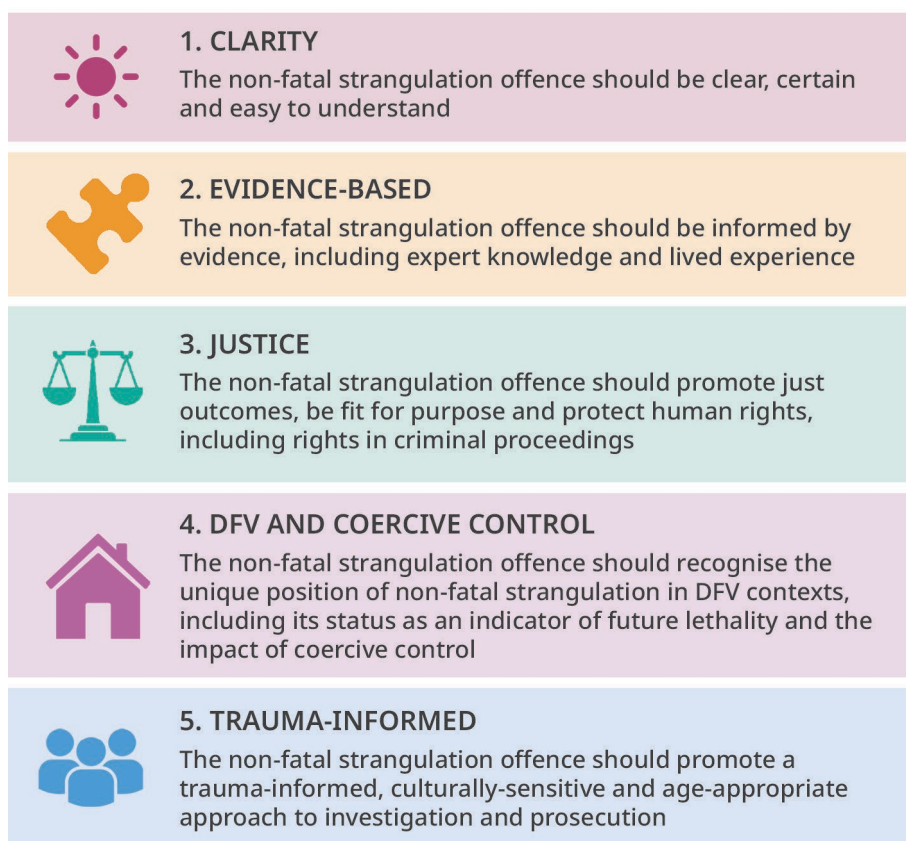 1. CLARITY
The non-fatal strangulation offence should be clear, certain
and easy to understand
2. EVIDENCE-BASED
The non-fatal strangulation offence should be informed by
evidence, including expert knowledge and lived experience
3. JUSTICE
The non-fatal strangulation offence should promote just
outcomes, be fit for purpose and protect human rights,
including rights in criminal proceedings
4. DFV AND COERCIVE CONTROL
The non-fatal strangulation offence should recognise the
unique position of non-fatal strangulation in DFV contexts,
including its status as an indicator of future lethality and the
impact of coercive control
5. TRAUMA-INFORMED
The non-fatal strangulation offence should promote a
trauma-informed, culturally-sensitive and age-appropriate
approach to investigation and prosecution